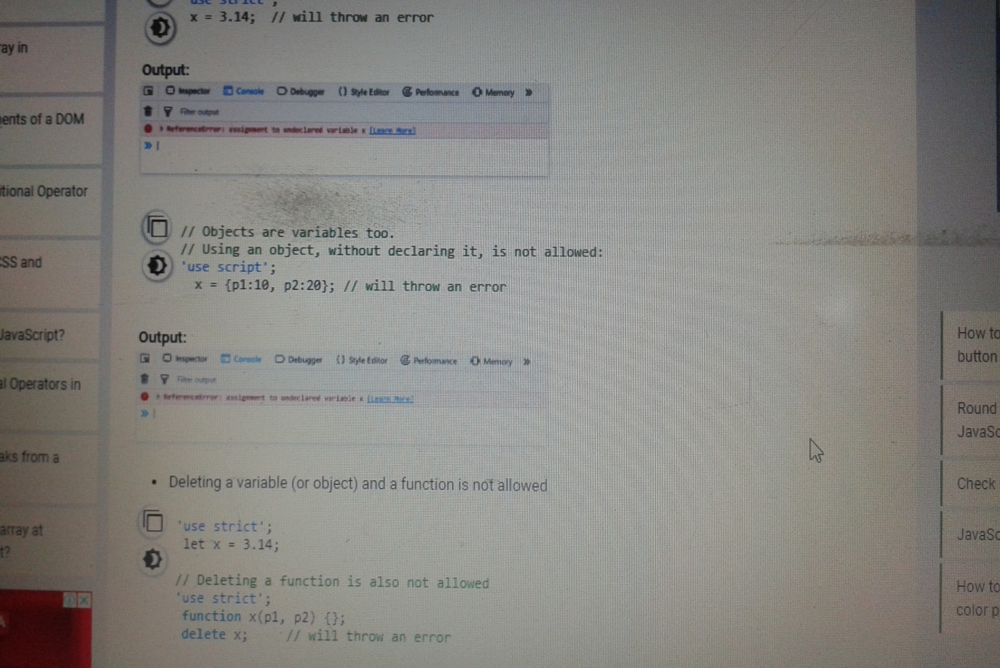 x = 3.14;  // will throw an error
ay in
Output:
Inspector Console Debugger {} Style Editor Performance Memory »
Filter output
ReferenceError: assignment to undeclared variable x [Learn More]
»
ents of a DOM
tional Operator
// Objects are variables too.
// Using an object, without declaring it, is not allowed:
'use script';
x = {p1:10, p2:20}; // will throw an error
SS and
JavaScript?
Output:
Inspector Console Debugger {} Style Editor Performance Memory »
Filter output
ReferenceError: assignment to undeclared variable x [Learn More]
»
l Operators in
aks from a
• Deleting a variable (or object) and a function is not allowed
'use strict';
let x = 3.14;
array at
t?
// Deleting a function is also not allowed
'use strict';
function x(p1, p2) {};
delete x;     // will throw an error
How to
button
Round
JavaSc
Check
JavaSc
How to
color p